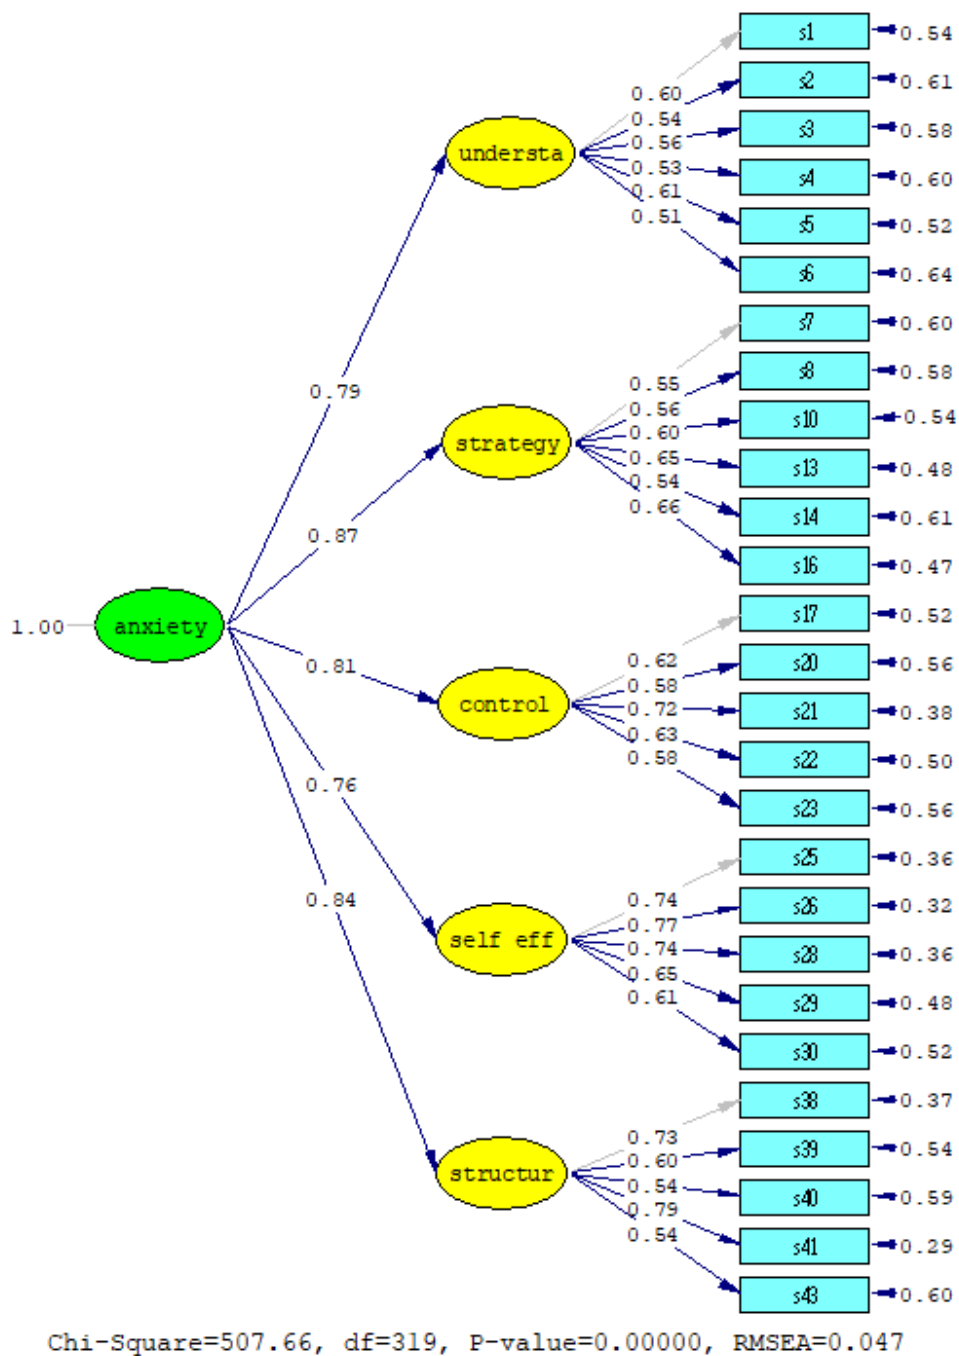 s1
0.54
0.60
s2
0.61
0.54
s3
0.58
0.56
understa
0.53
s4
0.60
0.61
s5
0.52
0.51
s6
0.64
s7
0.60
0.79
0.55
s8
0.58
0.56
s10
0.54
0.60
strategy
0.65
s13
0.48
0.54
s14
0.61
0.66
0.87
s16
0.47
1.00
anxiety
s17
0.52
0.62
0.81
s20
0.56
0.58
control
0.72
s21
0.38
0.63
s22
0.50
0.58
0.76
s23
0.56
s25
0.36
0.84
0.74
s26
0.32
0.77
self eff
0.74
s28
0.36
0.65
s29
0.48
0.61
s30
0.52
s38
0.37
0.73
s39
0.54
0.60
structur
0.54
s40
0.59
0.79
s41
0.29
0.54
s43
0.60
Chi-Square=507.66, df=319, P-value=0.00000, RMSEA=0.047